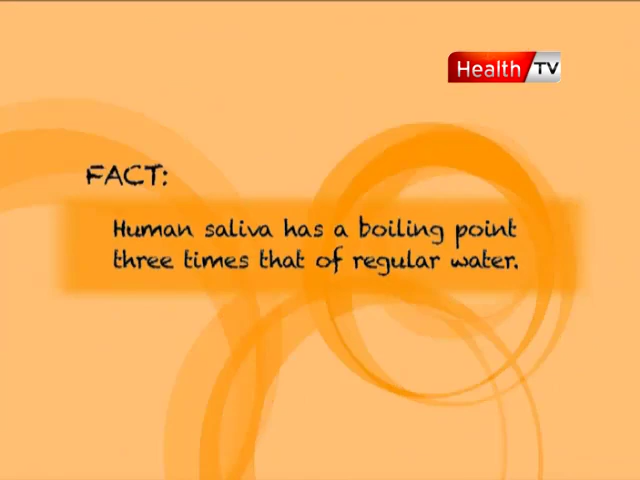 Health TV
FACT:
Human saliva has a boiling point
three times that of regular water.